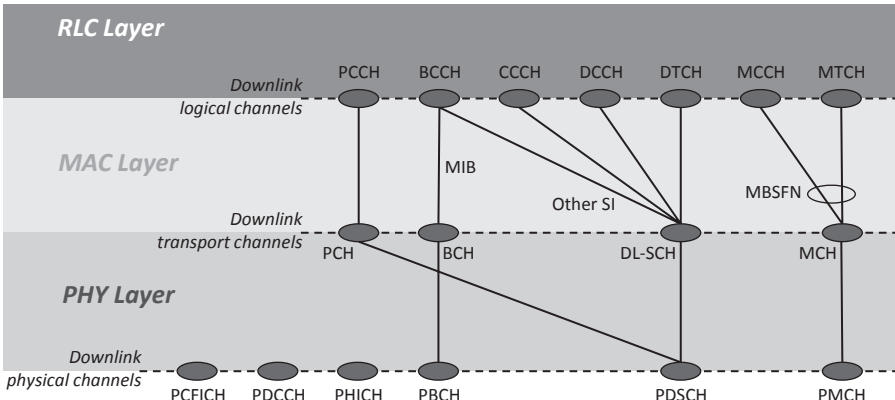 RLC Layer
PCCH BCCH CCCH DCCH DTCH MCCH MTCH
Downlink
logical channels
MAC Layer
MIB
MBSFN
Other SI
Downlink
transport channels
PCH BCH DL-SCH MCH
PHY Layer
Downlink
physical channels
PCFICH PDCCH PHICH PBCH PDSCH PMCH